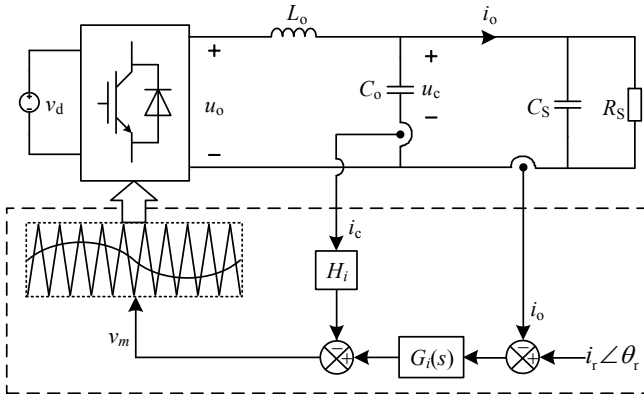 L_o
i_o
+
+
+
−
v_d
u_o
C_o
u_c
C_S
R_S
−
−
i_c
H_i
i_o
v_m
−
+
G_i(s)
−
+
i_r∠θ_r